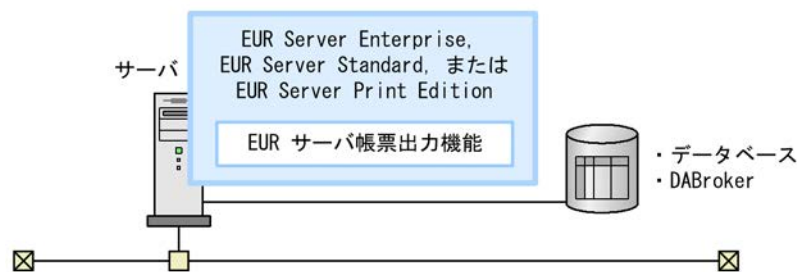 EUR Server Enterprise,
EUR Server Standard, または
EUR Server Print Edition
サーバ
EUR サーバ帳票出力機能
・データベース
・DABroker